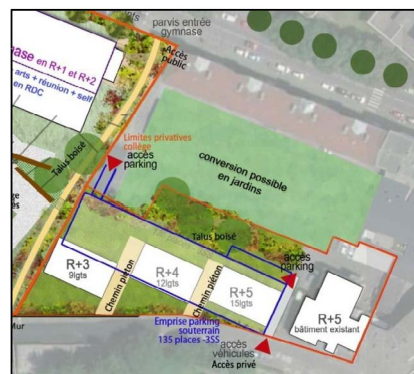 parvis entrée
gymnase
Accès
public
en R+1 et R+2
arts + réunion + self
en RDC
Limites privatives
collège
accès
parking
Talus boisé
conversion possible
en jardins
Talus boisé
accès
parking
R+3
9lgts
Chemin piéton
R+4
12lgts
Chemin piéton
R+5
15lgts
R+5
bâtiment existant
Mur
Emprise parking
souterrain
135 places -3SS
accès
véhicules
Accès privé